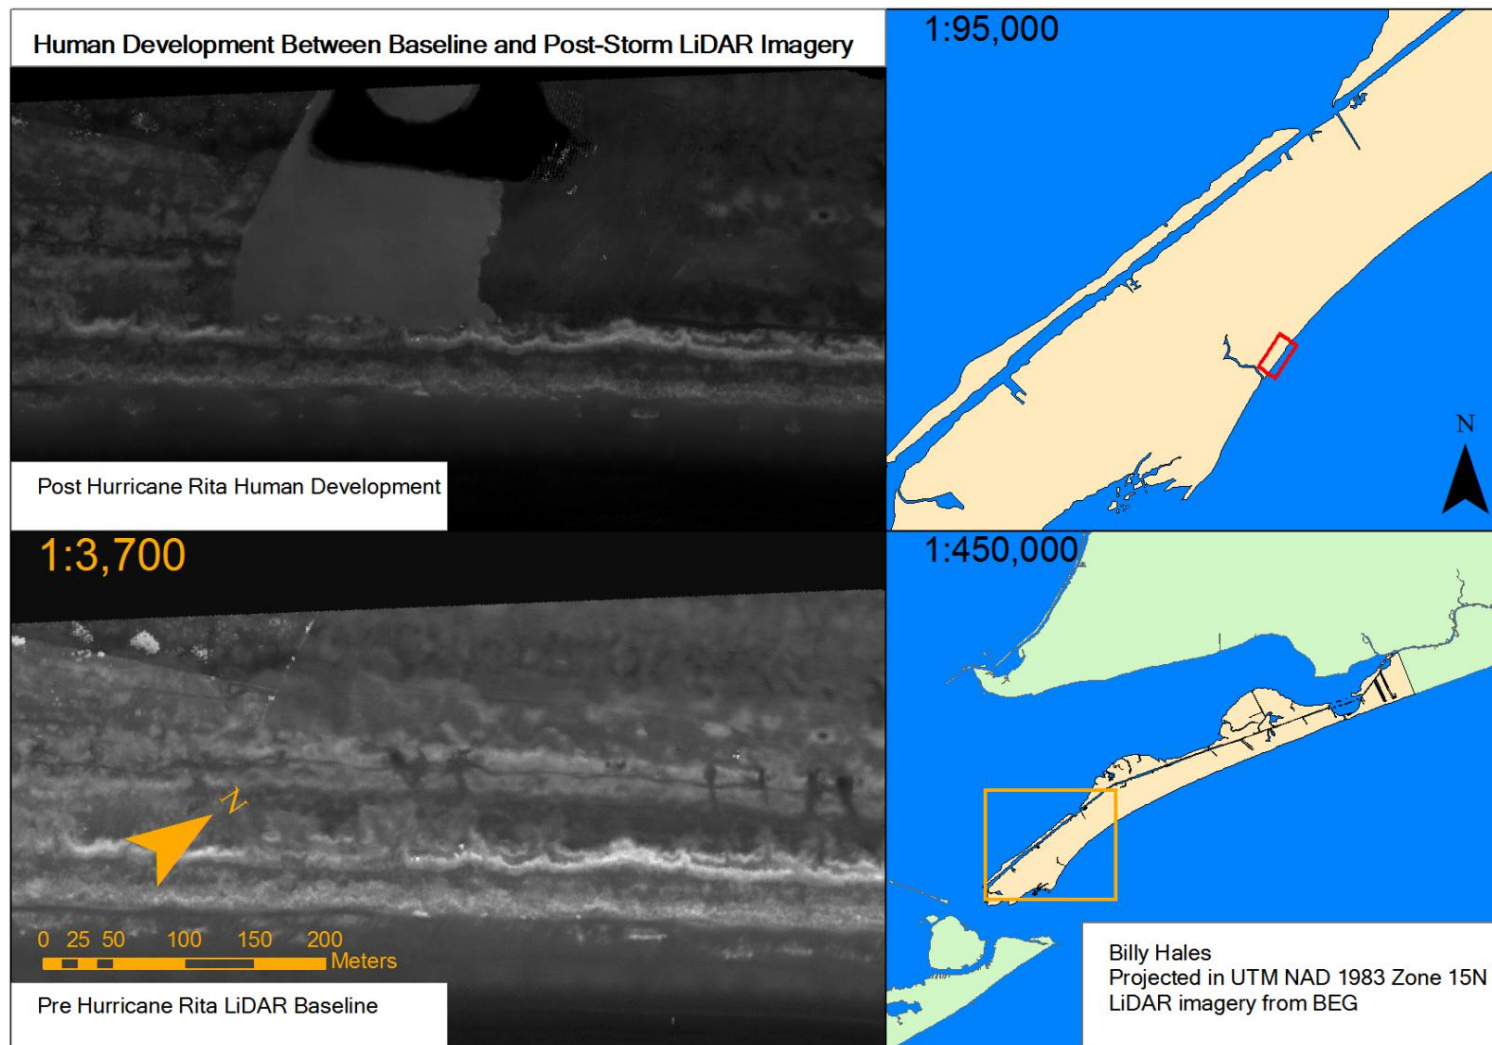 Human Development Between Baseline and Post-Storm LiDAR Imagery
Post Hurricane Rita Human Development
1:95,000
N
1:3,700
N
0 25 50 100 150 200
Meters
Pre Hurricane Rita LiDAR Baseline
1:450,000
Billy Hales
Projected in UTM NAD 1983 Zone 15N
LiDAR imagery from BEG